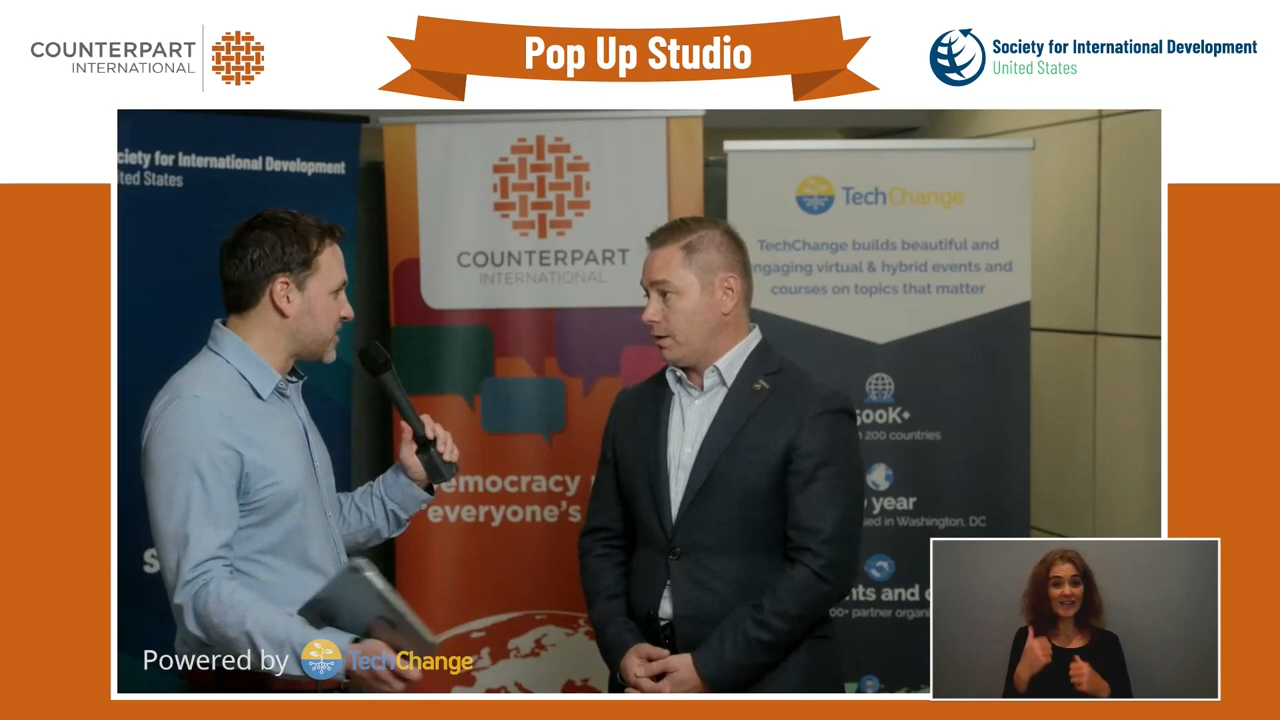 COUNTERPART
INTERNATIONAL
Pop Up Studio
Society for International Development
United States
ciety for International Development
ited States
COUNTERPART
INTERNATIONAL
TechChange
TechChange builds beautiful and
ngaging virtual & hybrid events and
courses on topics that matter
500K+
200 countries
year
sed in Washington, DC
emocracy
everyone's
nts and
00+ partner organi
S
Powered by TechChange